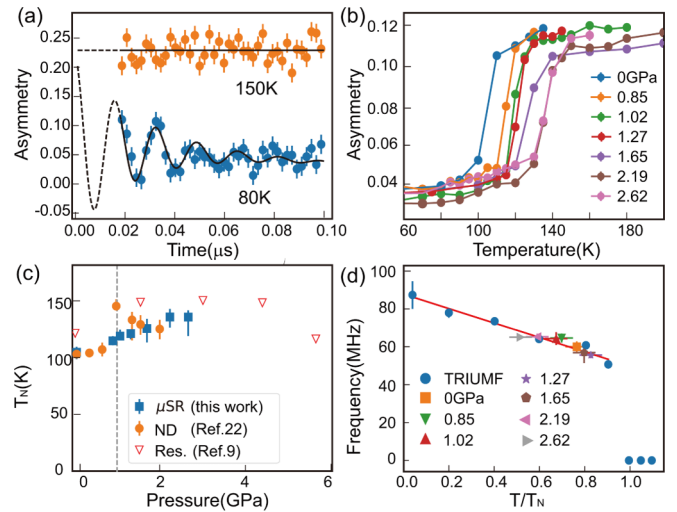 (a)
0.25
0.20
0.15
0.10
0.05
0.00
-0.05
Asymmetry
150K
80K
0.00 0.02 0.04 0.06 0.08 0.10
Time(μs)
(b)
0.12
0.10
0.08
0.06
0.04
Asymmetry
0GPa
0.85
1.02
1.27
1.65
2.19
2.62
60 80 100 120 140 160 180 200
Temperature(K)
(c)
200
150
100
50
0
TN(K)
μSR (this work)
ND (Ref.22)
Res. (Ref.9)
0 2 4 6
Pressure(GPa)
(d)
100
80
60
40
20
0
Frequency(MHz)
TRIUMF
0GPa
0.85
1.02
1.27
1.65
2.19
2.62
0.0 0.2 0.4 0.6 0.8 1.0
T/TN